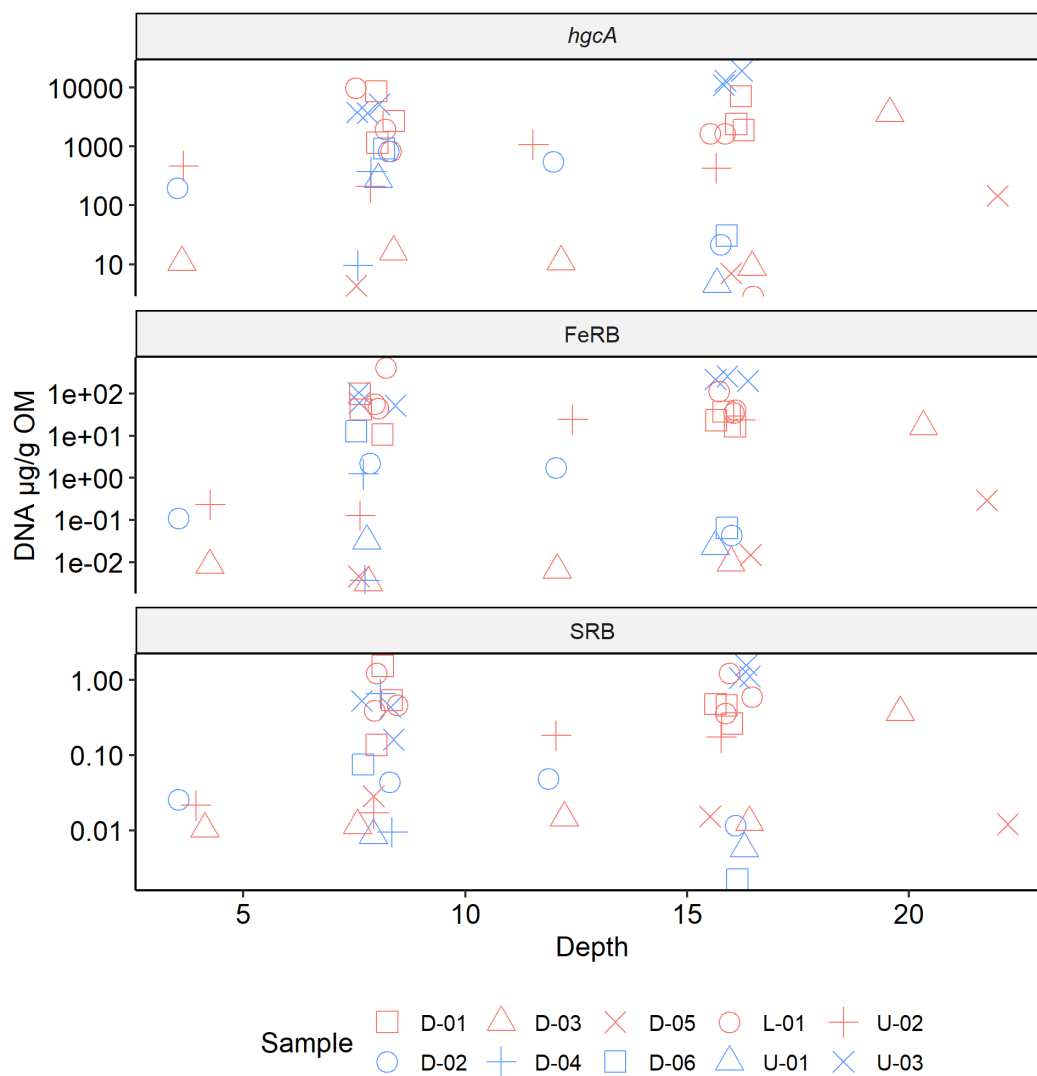 hgcA
10000
1000
100
10
FeRB
1e+02
1e+01
1e+00
1e-01
1e-02
SRB
1.00
0.10
0.01
DNA µg/g OM
5 10 15 20
Depth
Sample
D-01 D-03 D-05 L-01 U-02
D-02 D-04 D-06 U-01 U-03